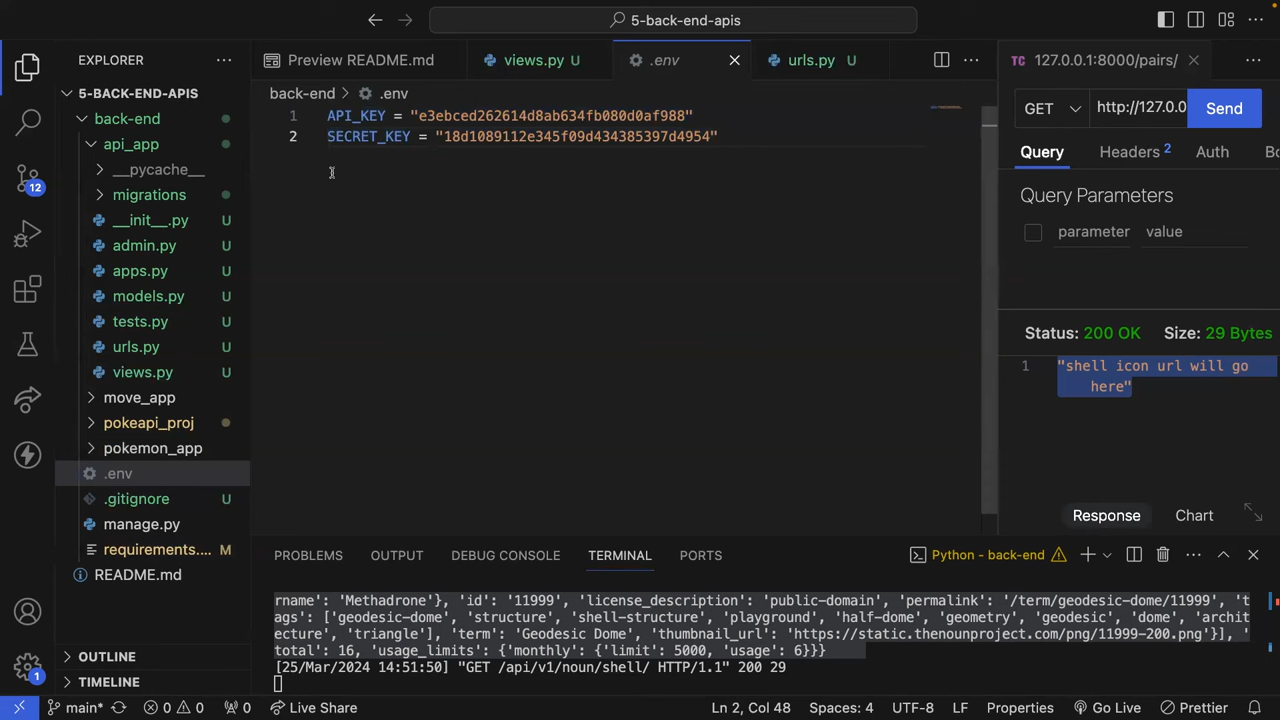 5-back-end-apis
EXPLORER
Preview README.md
views.py U
.env
urls.py U
127.0.0.1:8000/pairs/
5-BACK-END-APIS
back-end
.env
GET
http://127.0
Send
back-end
1 API_KEY = "e3ebced262614d8ab634fb080d0af988"
2 SECRET_KEY = "18d1089112e345f09d434385397d4954"
api_app
Query
Headers 2
Auth
Bo
__pycache__
migrations
Query Parameters
__init__.py U
parameter
value
admin.py U
apps.py U
models.py U
tests.py U
Status: 200 OK
Size: 29 Bytes
urls.py U
1 "shell icon url will go
here"
views.py U
move_app
pokeapi_proj
pokemon_app
.env
.gitignore U
Response
Chart
manage.py
requirements.... M
README.md
12
1
PROBLEMS
OUTPUT
DEBUG CONSOLE
TERMINAL
PORTS
Python - back-end
rname': 'Methadrone'}, 'id': '11999', 'license_description': 'public-domain', 'permalink': '/term/geodesic-dome/11999', 't
ags': ['geodesic-dome', 'structure', 'shell-structure', 'playground', 'half-dome', 'geometry', 'geodesic', 'dome', 'archit
ecture', 'triangle'], 'term': 'Geodesic Dome', 'thumbnail_url': 'https://static.thenounproject.com/png/11999-200.png'}], '
total': 16, 'usage_limits': {'monthly': {'limit': 5000, 'usage': 6}}}
[25/Mar/2024 14:51:50] "GET /api/v1/noun/shell/ HTTP/1.1" 200 29
OUTLINE
TIMELINE
main*
0
0
0
Live Share
Ln 2, Col 48
Spaces: 4
UTF-8
LF
Properties
Go Live
Prettier